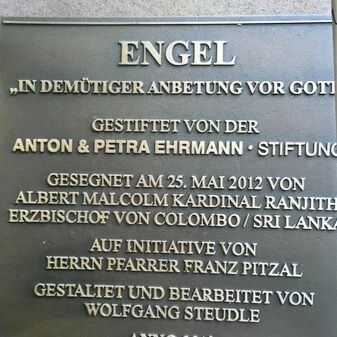 ENGEL
„IN DEMÜTIGER ANBETUNG VOR GOTT
GESTIFTET VON DER
ANTON & PETRA EHRMANN · STIFTUNG
GESEGNET AM 25. MAI 2012 VON
ALBERT MALCOLM KARDINAL RANJITH
ERZBISCHOF VON COLOMBO / SRI LANKA
AUF INITIATIVE VON
HERRN PFARRER FRANZ PITZAL
GESTALTET UND BEARBEITET VON
WOLFGANG STEUDLE